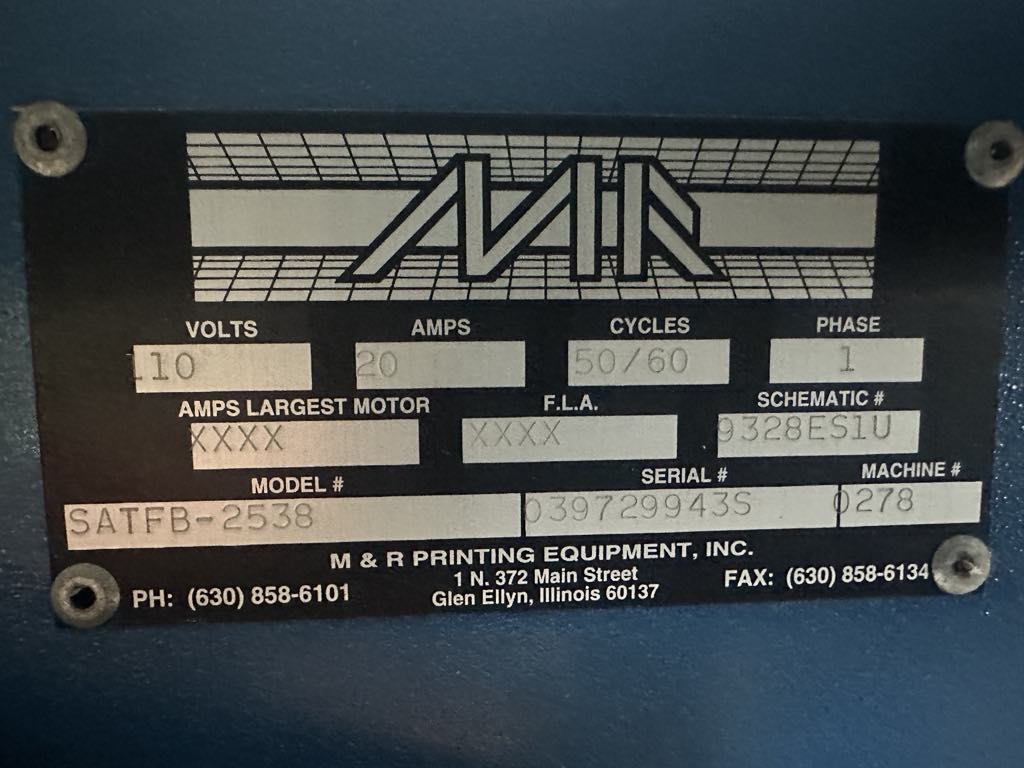 MR
VOLTS AMPS CYCLES PHASE
110 20 50/60 1
AMPS LARGEST MOTOR F.L.A. SCHEMATIC #
XXXX XXXX 9328ES1U
MODEL # SERIAL # MACHINE #
SATFB-2538 039729943S 0278
M & R PRINTING EQUIPMENT, INC.
PH: (630) 858-6101 1 N. 372 Main Street FAX: (630) 858-6134
Glen Ellyn, Illinois 60137